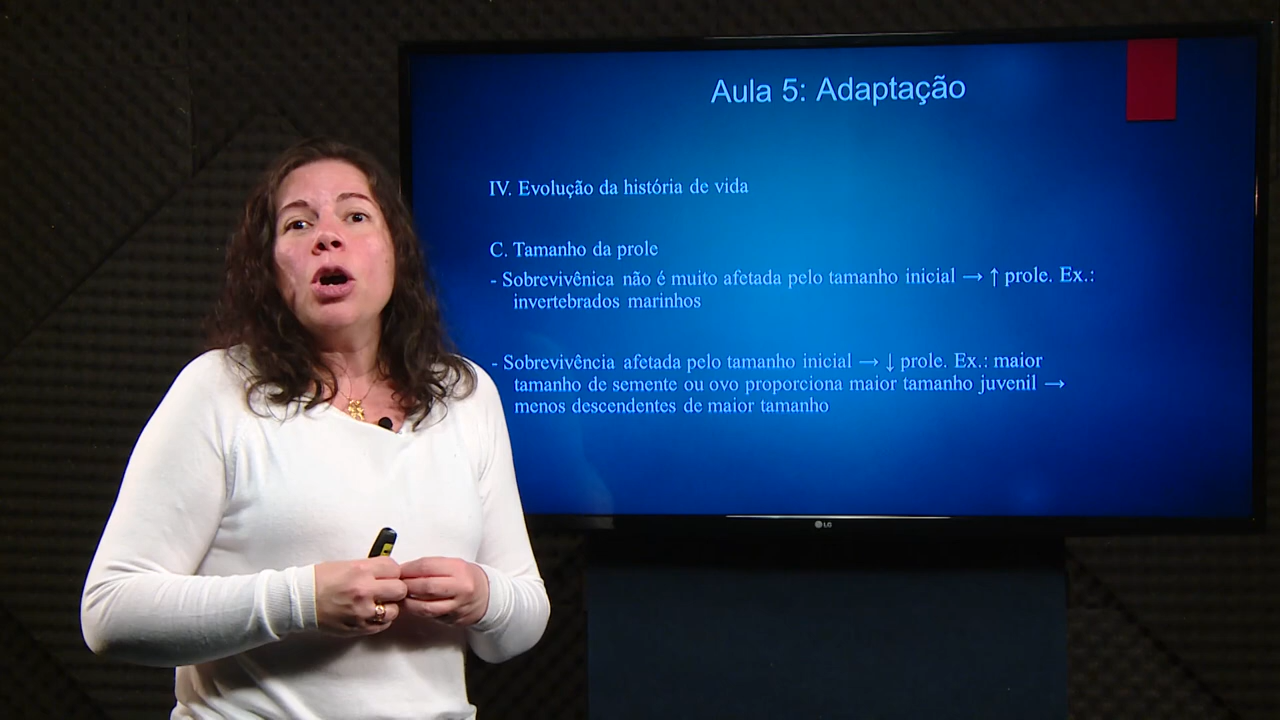 Aula 5: Adaptação
IV. Evolução da história de vida
C. Tamanho da prole
- Sobrevivênica não é muito afetada pelo tamanho inicial → ↑ prole. Ex.:
invertebrados marinhos
- Sobrevivência afetada pelo tamanho inicial → ↓ prole. Ex.: maior
tamanho de semente ou ovo proporciona maior tamanho juvenil →
menos descendentes de maior tamanho
LG